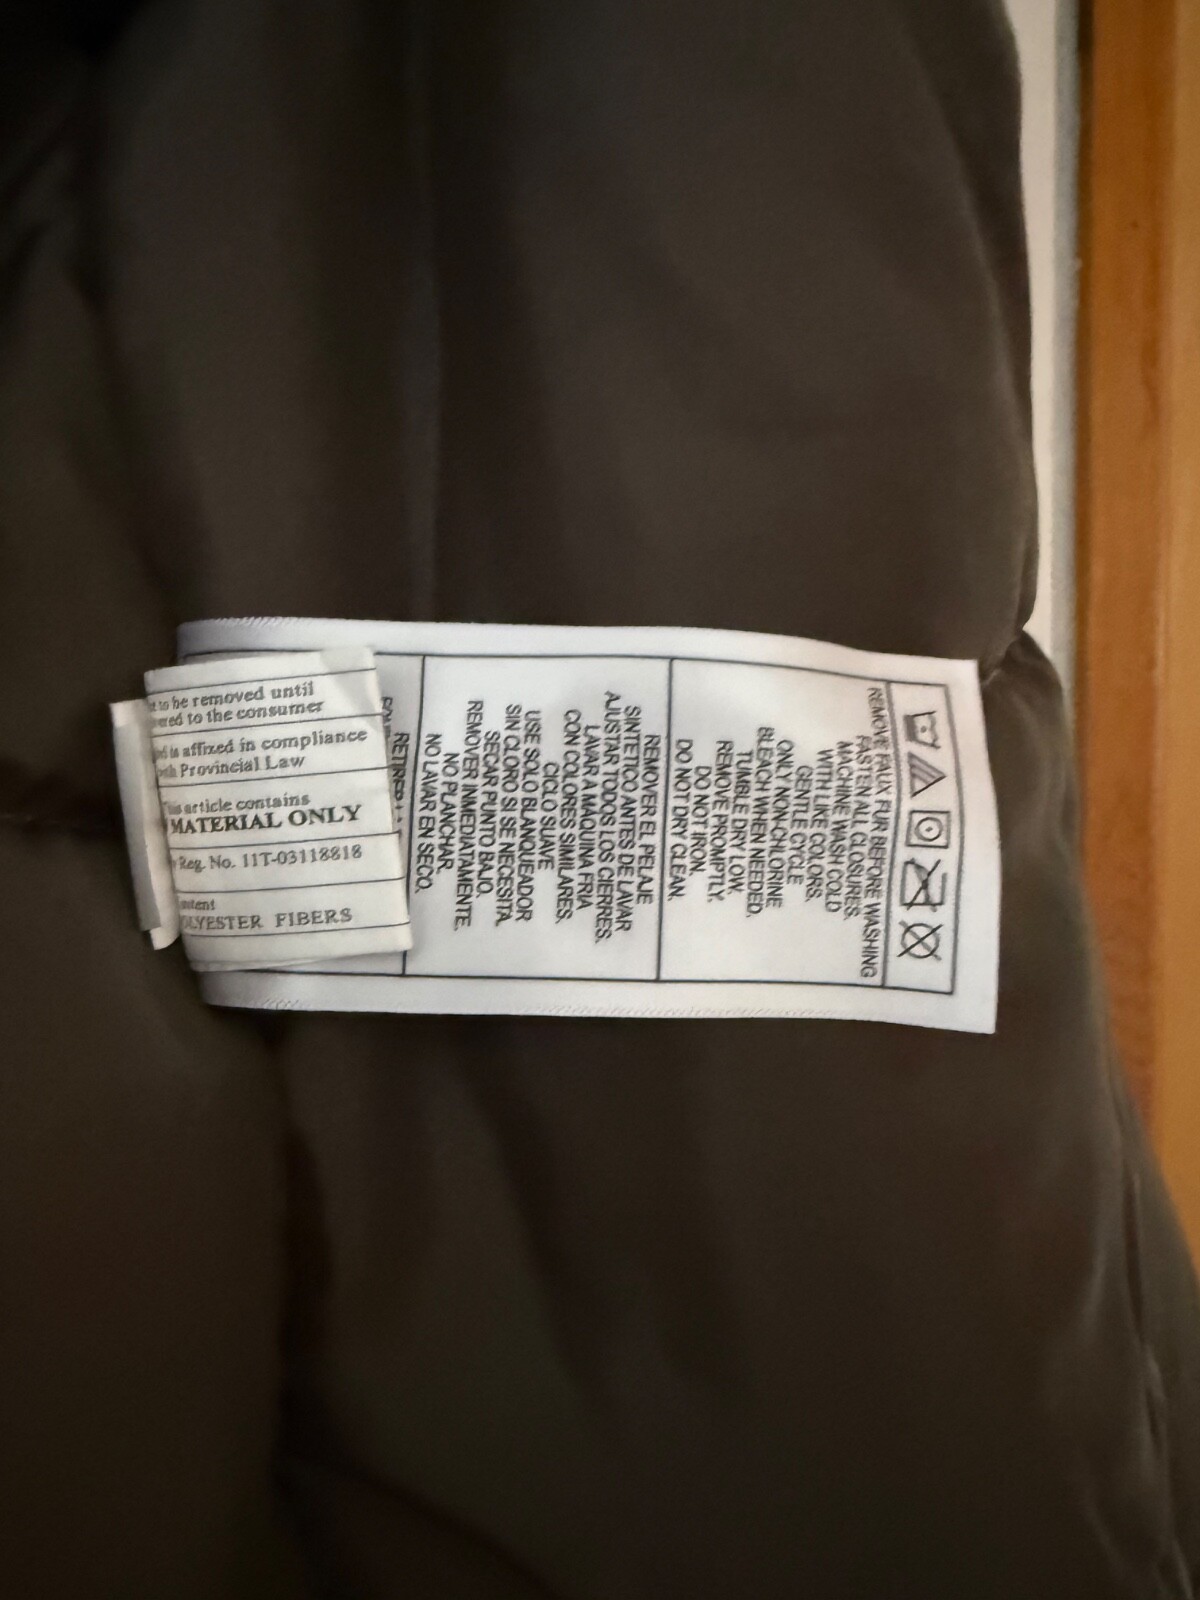 REMOVE FAUX FUR BEFORE WASHING
FASTEN ALL CLOSURES.
MACHINE WASH COLD
WITH LIKE COLORS.
GENTLE CYCLE
ONLY NON-CHLORINE
BLEACH WHEN NEEDED.
TUMBLE DRY LOW.
REMOVE PROMPTLY.
DO NOT IRON.
DO NOT DRY CLEAN.
REMOVER EL PELAJE
SINTETICO ANTES DE LAVAR
AJUSTAR TODOS LOS CIERRES.
LAVAR A MAQUINA FRIA
CON COLORES SIMILARES.
CICLO SUAVE
USE SOLO BLANQUEADOR
SIN CLORO SI SE NECESITA.
SECAR PUNTO BAJO.
REMOVER INMEDIATAMENTE.
NO PLANCHAR.
NO LAVAR EN SECO.
to be removed until
to the consumer
affixed in compliance
Provincial Law
This article contains
MATERIAL ONLY
Reg. No. 11T-03118818
FIBERS